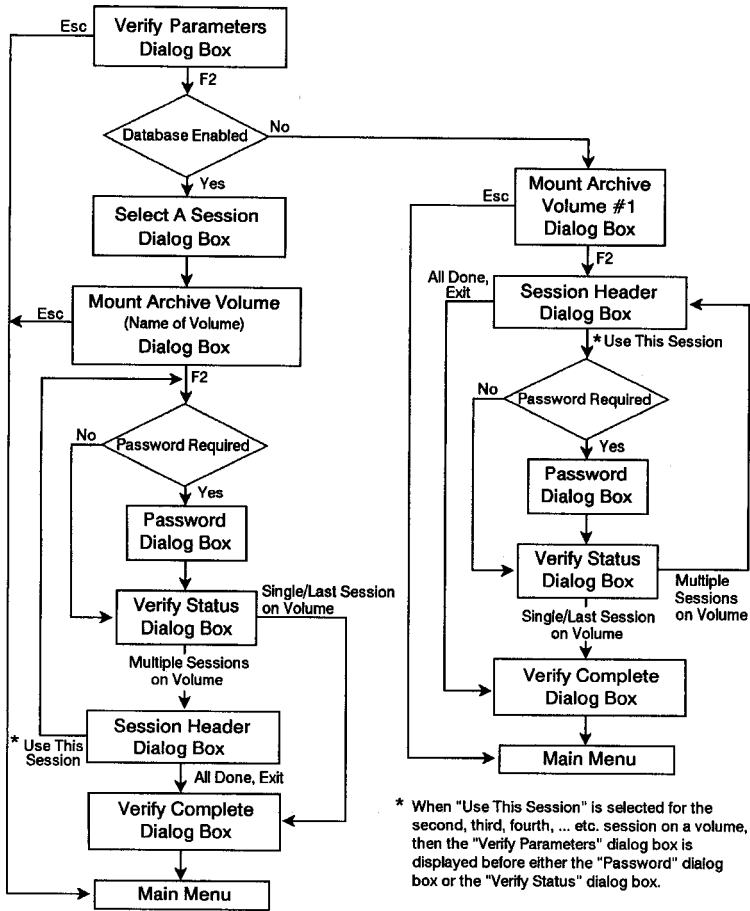 Esc
Verify Parameters
Dialog Box
F2
Database Enabled
No
Yes
Select A Session
Dialog Box
Mount Archive Volume
(Name of Volume)
Dialog Box
Esc
F2
No
Password Required
Yes
Password
Dialog Box
Verify Status
Dialog Box
Single/Last Session
on Volume
Multiple Sessions
on Volume
Session Header
Dialog Box
* Use This
Session
All Done, Exit
Verify Complete
Dialog Box
Main Menu
Esc
Mount Archive
Volume #1
Dialog Box
F2
All Done,
Exit
Session Header
Dialog Box
* Use This Session
No
Password Required
Yes
Password
Dialog Box
Verify Status
Dialog Box
Multiple
Sessions
on Volume
Single/Last Session
on Volume
Verify Complete
Dialog Box
Main Menu
* When "Use This Session" is selected for the
second, third, fourth, ... etc. session on a volume,
then the "Verify Parameters" dialog box is
displayed before either the "Password" dialog
box or the "Verify Status" dialog box.